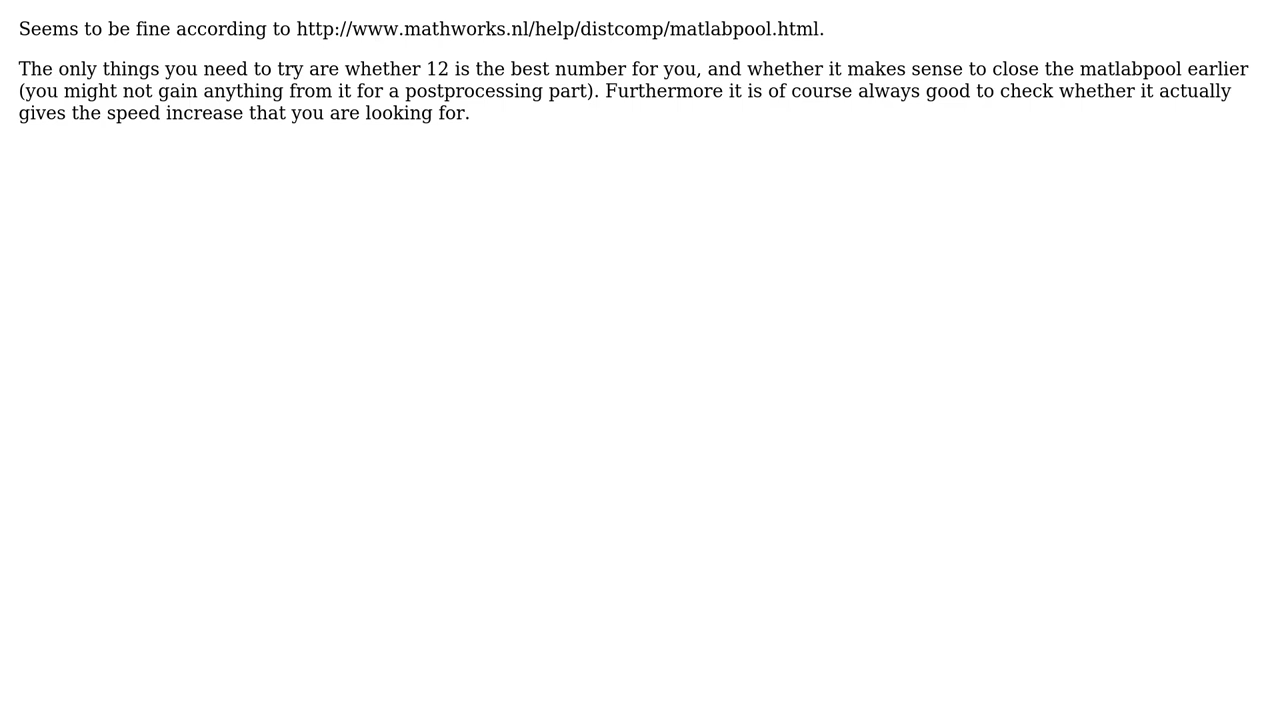 Seems to be fine according to http://www.mathworks.nl/help/distcomp/matlabpool.html.
The only things you need to try are whether 12 is the best number for you, and whether it makes sense to close the matlabpool earlier
(you might not gain anything from it for a postprocessing part). Furthermore it is of course always good to check whether it actually
gives the speed increase that you are looking for.